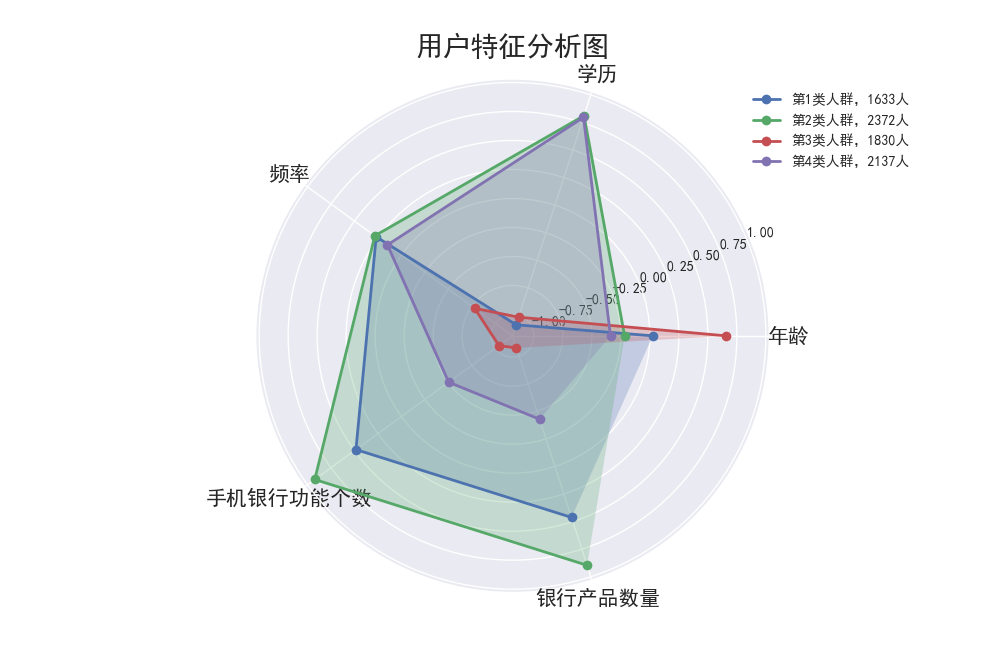 用户特征分析图
学历
第1类人群，1633人
第2类人群，2372人
第3类人群，1830人
第4类人群，2137人
频率
1.00
0.75
0.50
0.25
0.00
−0.25
−0.50
−0.75
−1.00
年龄
手机银行功能个数
银行产品数量